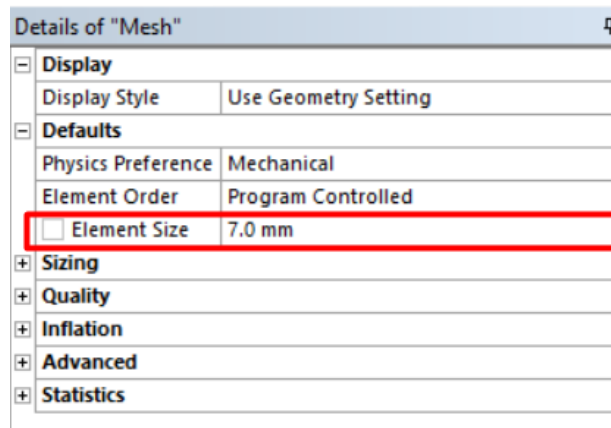 Details of "Mesh"
Display
Display Style Use Geometry Setting
Defaults
Physics Preference Mechanical
Element Order Program Controlled
Element Size 7.0 mm
Sizing
Quality
Inflation
Advanced
Statistics